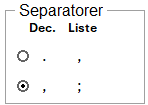 Separatorer
Dec. Liste
. ,
, ;